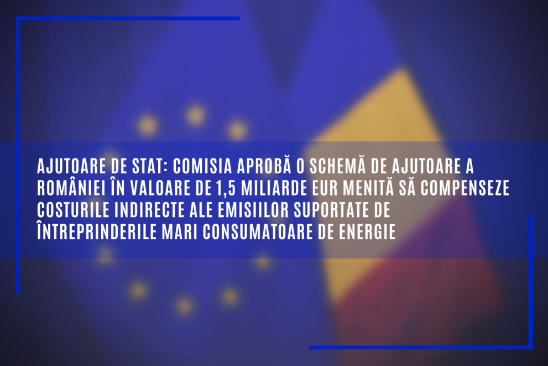 AJUTOARE DE STAT: COMISIA APROBĂ O SCHEMĂ DE AJUTOARE A
ROMÂNIEI ÎN VALOARE DE 1,5 MILIARDE EUR MENITĂ SĂ COMPENSEZE
COSTURILE INDIRECTE ALE EMISIILOR SUPORTATE DE
ÎNTREPRINDERILE MARI CONSUMATOARE DE ENERGIE